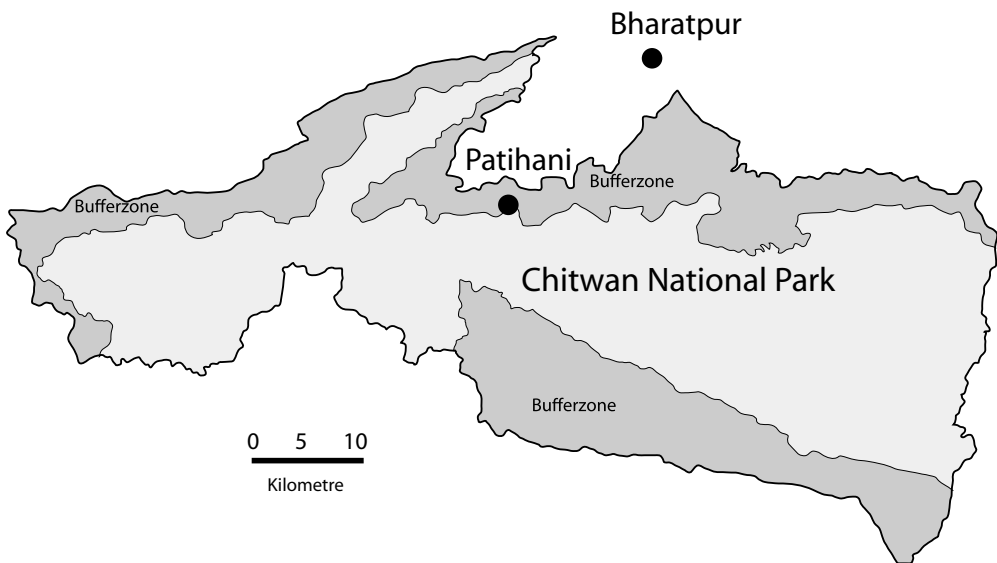 Bharatpur
Patihani
Bufferzone
Bufferzone
Chitwan National Park
Bufferzone
0 5 10
Kilometre